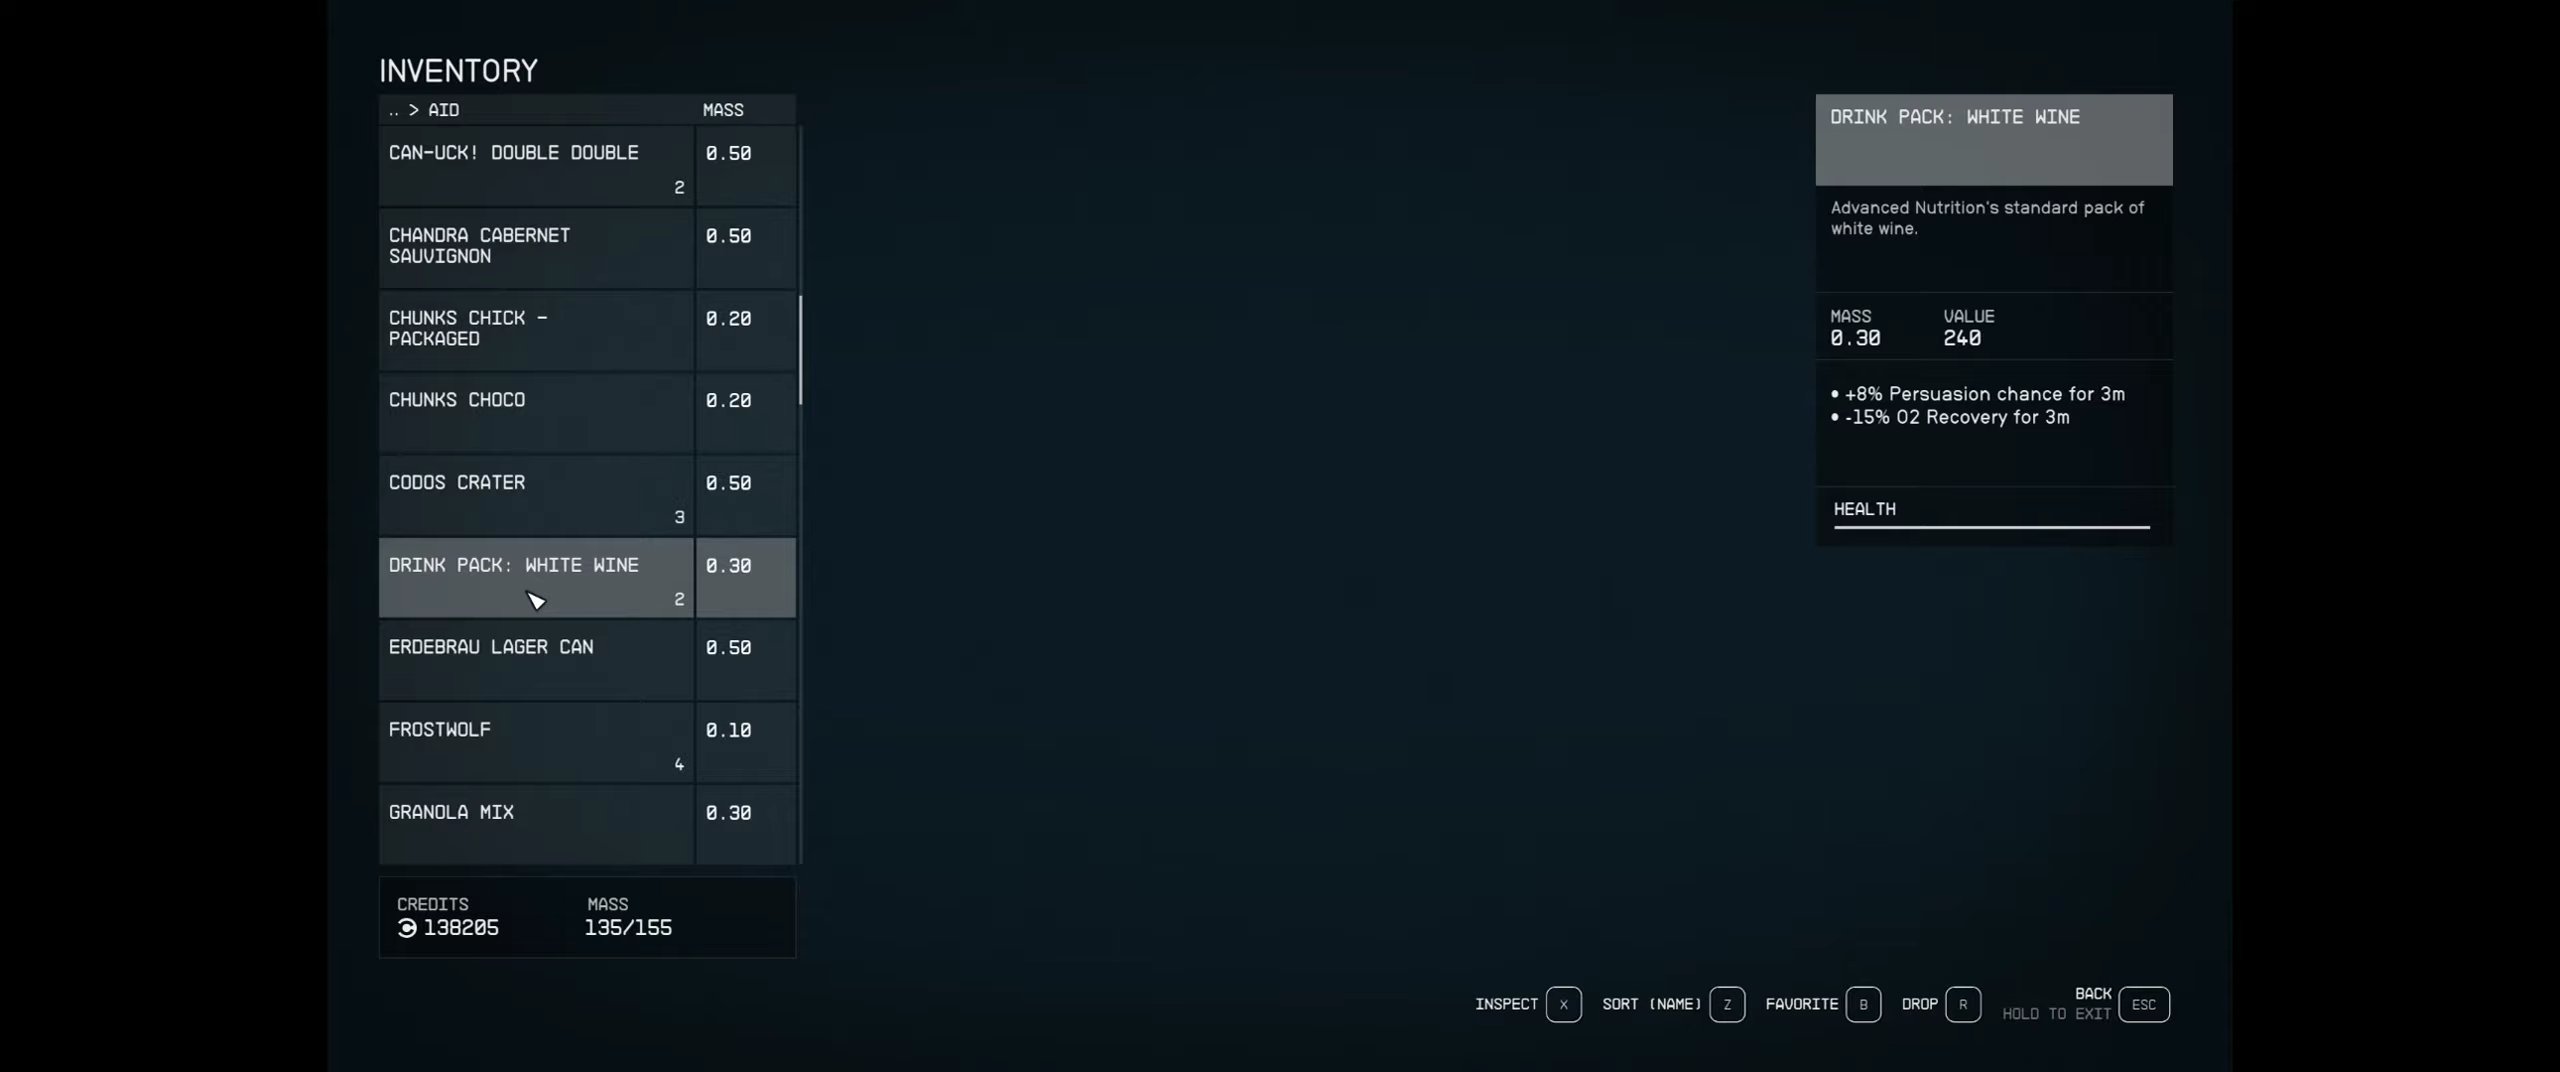 INVENTORY
.. > AID MASS
CAN-UCK! DOUBLE DOUBLE 0.50
2
CHANDRA CABERNET 0.50
SAUVIGNON
CHUNKS CHICK - 0.20
PACKAGED
CHUNKS CHOCO 0.20
CODOS CRATER 0.50
3
DRINK PACK: WHITE WINE 0.30
2
ERDEBRAU LAGER CAN 0.50
FROSTWOLF 0.10
4
GRANOLA MIX 0.30
CREDITS MASS
138205 135/155
DRINK PACK: WHITE WINE
Advanced Nutrition's standard pack of
white wine.
MASS VALUE
0.30 240
• +8% Persuasion chance for 3m
• -15% O2 Recovery for 3m
HEALTH
INSPECT X SORT (NAME) Z FAVORITE B DROP R BACK ESC
HOLD TO EXIT